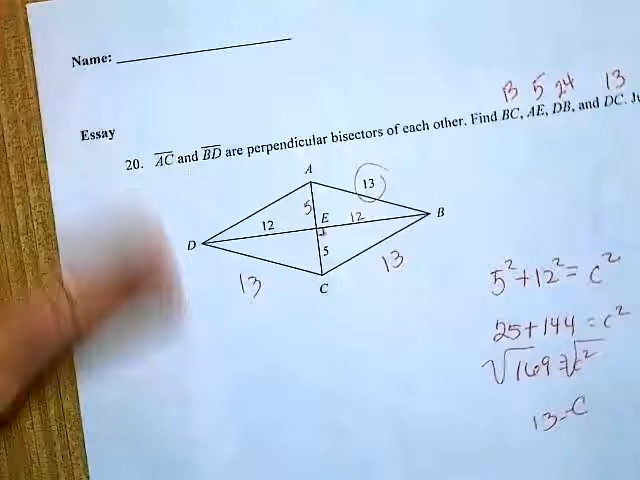 Name:
13 5 24 13
Essay
20. AC and BD are perpendicular bisectors of each other. Find BC, AE, DB, and DC.
A
13
5
E
12
12
B
D
5
13
13
C
5²+12²= c²
25+144 = c²
√169 = √c²
13=C